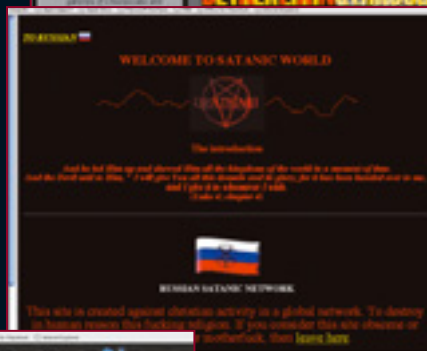 TO RUSSIAN
WELCOME TO SATANIC WORLD
The introduction
And he led Him up and showed Him all the kingdoms of the world in a moment of time.
And the Devil said to Him, "I will give You all this domain and its glory, for it has been handed over to me,
and I give it to whomever I wish
RUSSIAN SATANIC NETWORK
This site is created against christian activity in a global network. To destroy
in human reason this fucking religion. If you consider this site obscene or
motherfuck, then leave here